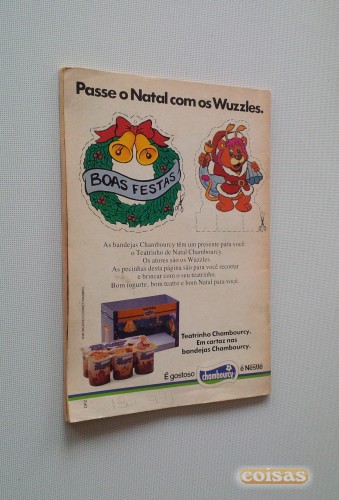 Passe o Natal com os Wuzzles.
BOAS FESTAS
As bandejas Chambourcy têm um presente para você:
o Teatrinho de Natal Chambourcy.
Os atores são os Wuzzles.
As pecinhas desta página são para você recortar
e brincar com o seu teatrinho.
Bom iogurte, bom teatro e bom Natal para você.
Teatrinho Chambourcy.
Em cartaz nas
bandejas Chambourcy.
É gostoso
chambourcy
é Nestlé
coisas